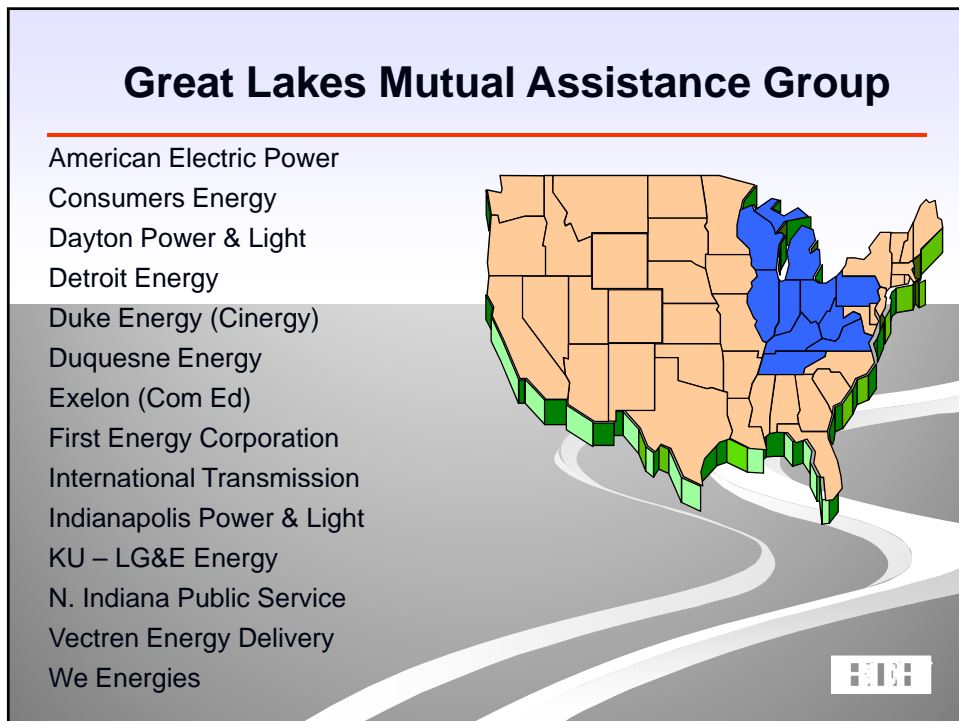 Great Lakes Mutual Assistance Group
American Electric Power
Consumers Energy
Dayton Power & Light
Detroit Energy
Duke Energy (Cinergy)
Duquesne Energy
Exelon (Com Ed)
First Energy Corporation
International Transmission
Indianapolis Power & Light
KU – LG&E Energy
N. Indiana Public Service
Vectren Energy Delivery
We Energies